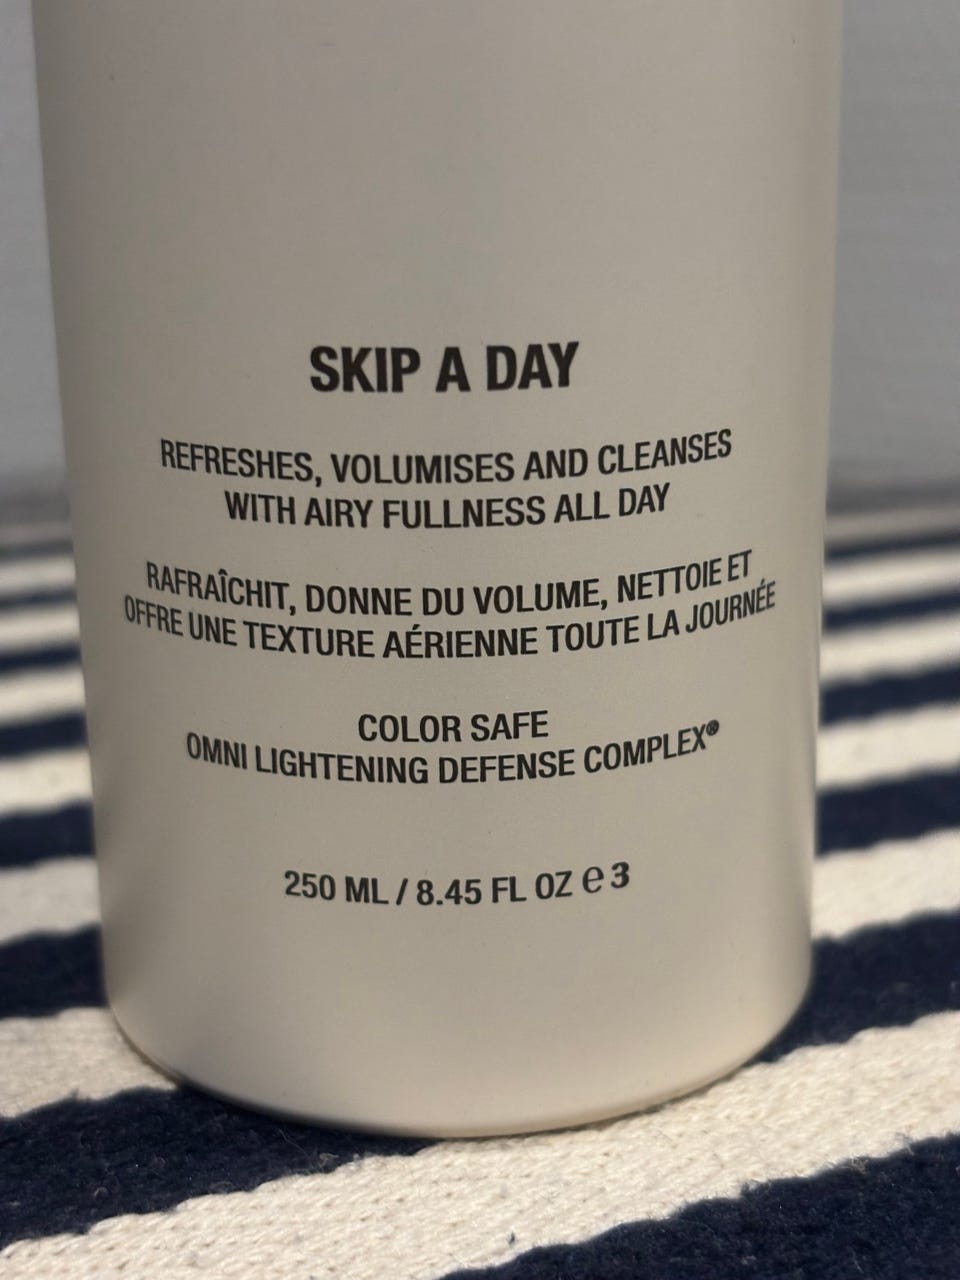 SKIP A DAY
REFRESHES, VOLUMISES AND CLEANSES
WITH AIRY FULLNESS ALL DAY
RAFRAÎCHIT, DONNE DU VOLUME, NETTOIE ET
OFFRE UNE TEXTURE AÉRIENNE TOUTE LA JOURNÉE
COLOR SAFE
OMNI LIGHTENING DEFENSE COMPLEX®
250 ML / 8.45 FL OZ ℮ 3